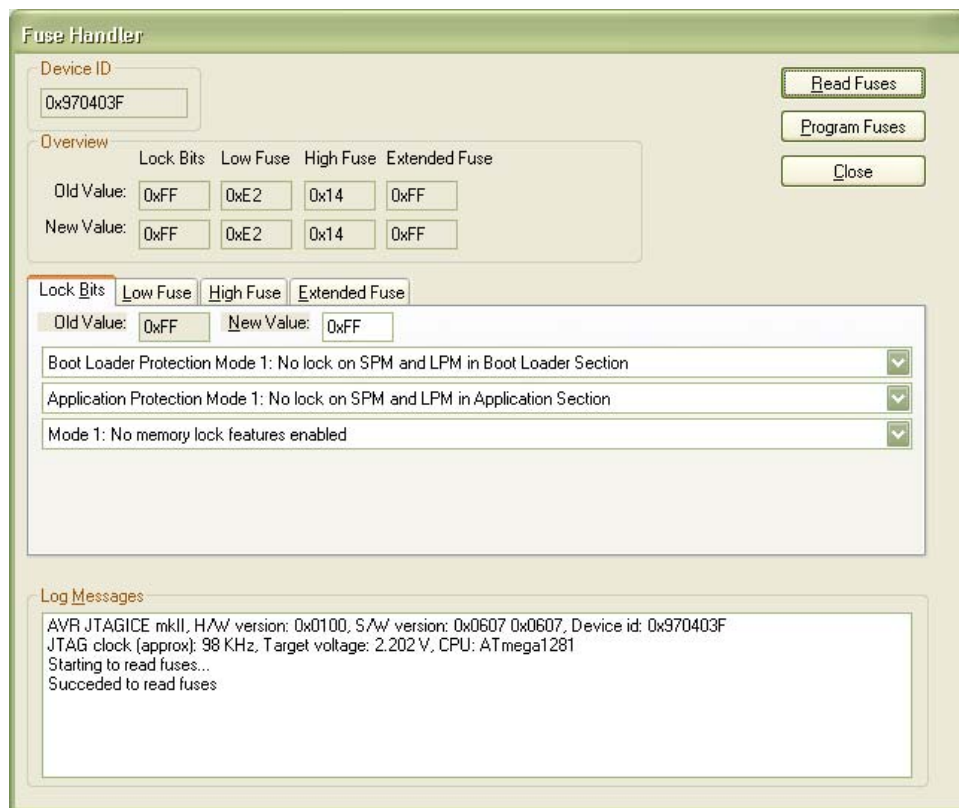 Fuse Handler
Device ID
0x970403F
Read Fuses
Program Fuses
Close
Overview
Lock Bits Low Fuse High Fuse Extended Fuse
Old Value: 0xFF 0xE2 0x14 0xFF
New Value: 0xFF 0xE2 0x14 0xFF
Lock Bits Low Fuse High Fuse Extended Fuse
Old Value: 0xFF New Value: 0xFF
Boot Loader Protection Mode 1: No lock on SPM and LPM in Boot Loader Section
Application Protection Mode 1: No lock on SPM and LPM in Application Section
Mode 1: No memory lock features enabled
Log Messages
AVR JTAGICE mkII, H/W version: 0x0100, S/W version: 0x0607 0x0607, Device id: 0x970403F
JTAG clock (approx): 98 KHz, Target voltage: 2.202 V, CPU: ATmega1281
Starting to read fuses...
Succeded to read fuses